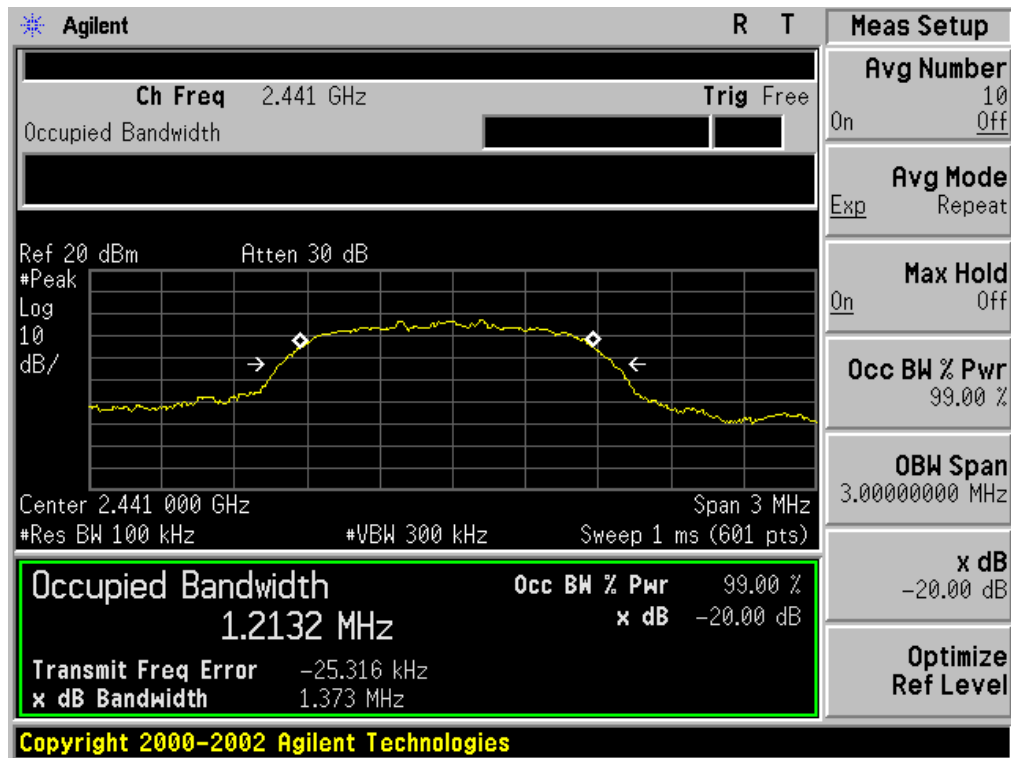 Agilent R T Meas Setup
Ch Freq 2.441 GHz Trig Free
Occupied Bandwidth
Avg Number
10
On Off
Avg Mode
Exp Repeat
Max Hold
On Off
Occ BW % Pwr
99.00 %
OBW Span
3.00000000 MHz
x dB
-20.00 dB
Optimize
Ref Level
Ref 20 dBm Atten 30 dB
#Peak
Log
10
dB/
Center 2.441 000 GHz Span 3 MHz
#Res BW 100 kHz #VBW 300 kHz Sweep 1 ms (601 pts)
Occupied Bandwidth Occ BW % Pwr 99.00 %
1.2132 MHz x dB -20.00 dB
Transmit Freq Error -25.316 kHz
x dB Bandwidth 1.373 MHz
Copyright 2000-2002 Agilent Technologies